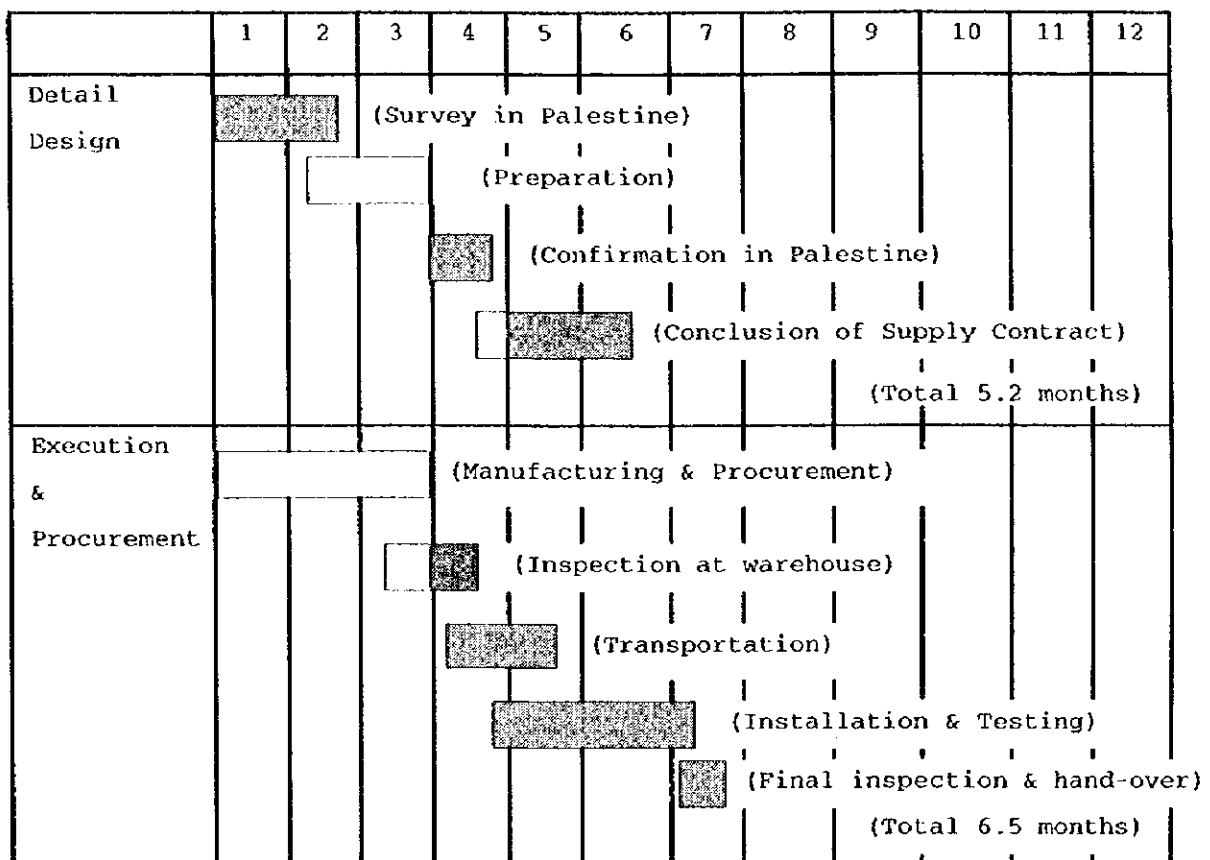 1 2 3 4 5 6 7 8 9 10 11 12
Detail
Design
(Survey in Palestine)
(Preparation)
(Confirmation in Palestine)
(Conclusion of Supply Contract)
(Total 5.2 months)
Execution
&
Procurement
(Manufacturing & Procurement)
(Inspection at warehouse)
(Transportation)
(Installation & Testing)
(Final inspection & hand-over)
(Total 6.5 months)